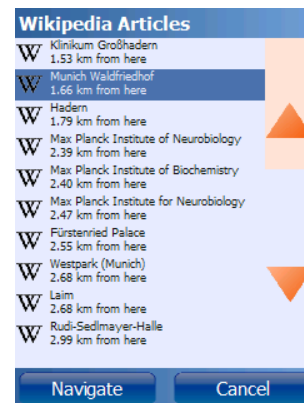 Wikipedia Articles
Klinikum Großhadern
1.53 km from here
Munich Waldfriedhof
1.66 km from here
Hadern
1.79 km from here
Max Planck Institute of Neurobiology
2.39 km from here
Max Planck Institute of Biochemistry
2.40 km from here
Max Planck Institute for Neurobiology
2.47 km from here
Fürstenried Palace
2.55 km from here
Westpark (Munich)
2.68 km from here
Laim
2.68 km from here
Rudi-Sedlmayer-Halle
2.99 km from here
Navigate Cancel